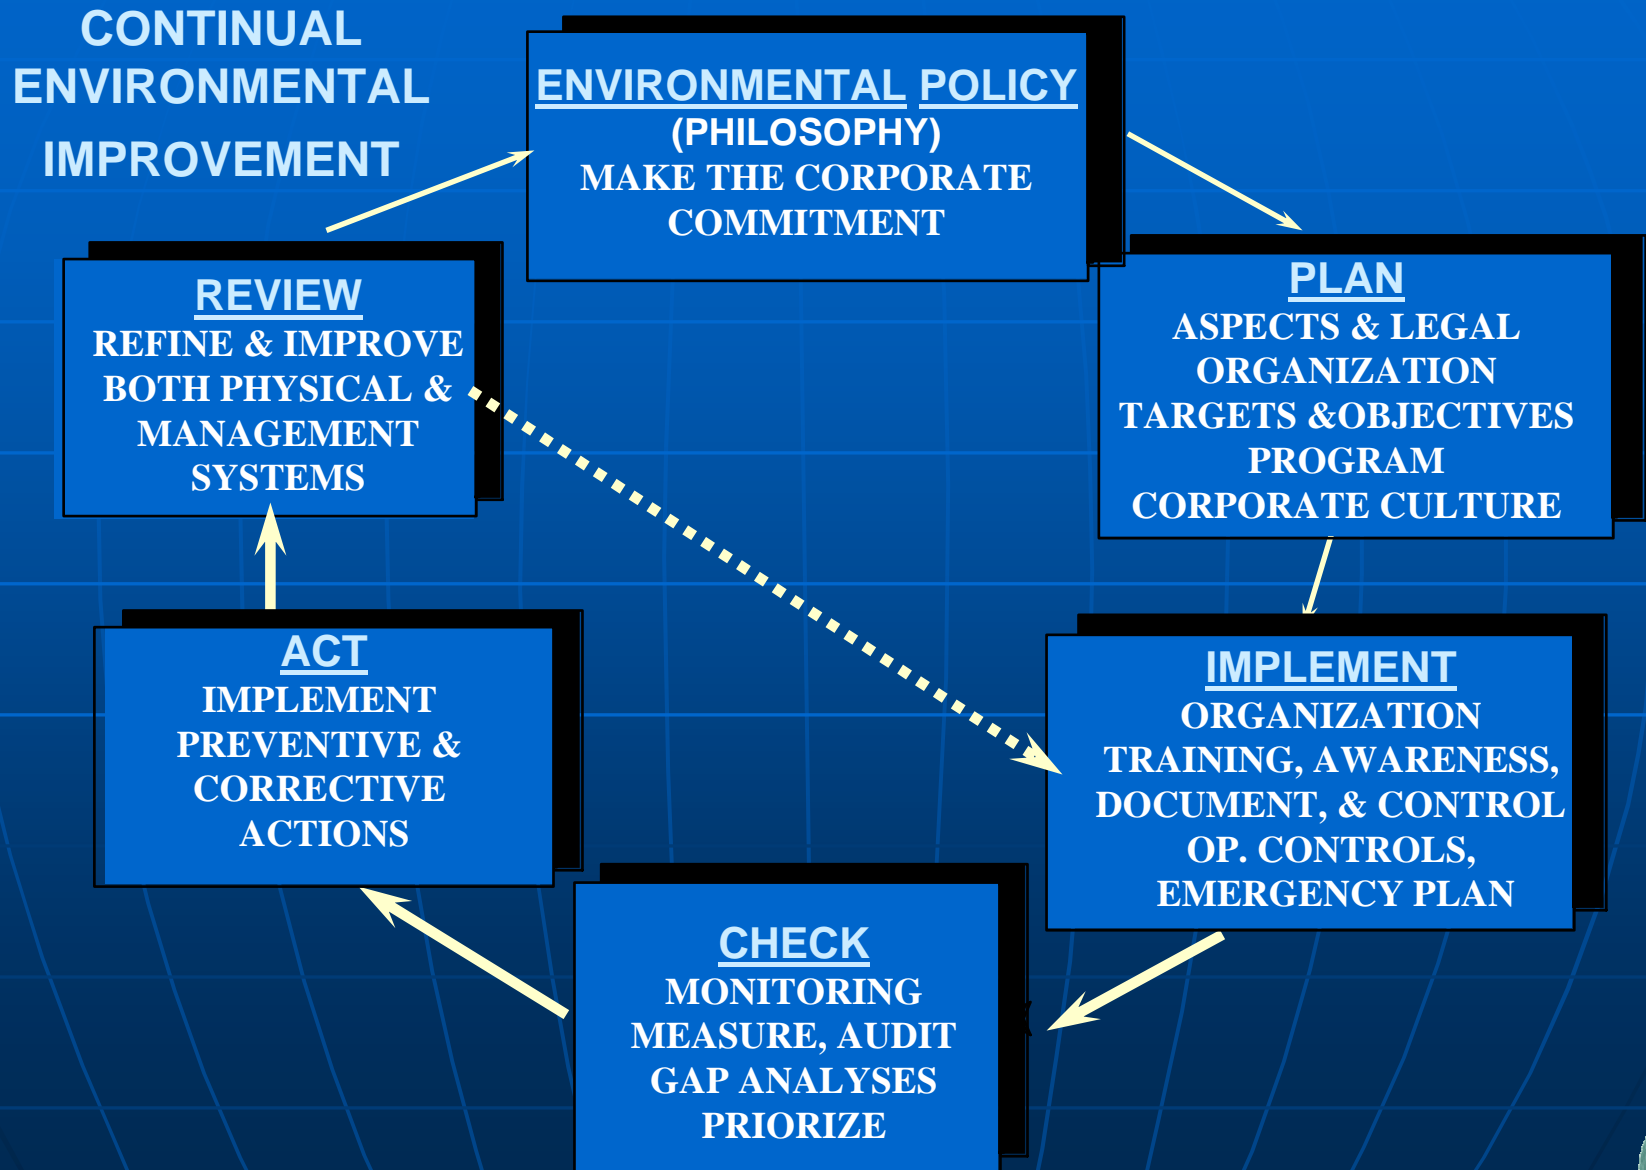 CONTINUAL
ENVIRONMENTAL
IMPROVEMENT
ENVIRONMENTAL POLICY
(PHILOSOPHY)
MAKE THE CORPORATE
COMMITMENT
PLAN
ASPECTS & LEGAL
ORGANIZATION
TARGETS &OBJECTIVES
PROGRAM
CORPORATE CULTURE
IMPLEMENT
ORGANIZATION
TRAINING, AWARENESS,
DOCUMENT, & CONTROL
OP. CONTROLS,
EMERGENCY PLAN
CHECK
MONITORING
MEASURE, AUDIT
GAP ANALYSES
PRIORIZE
ACT
IMPLEMENT
PREVENTIVE &
CORRECTIVE
ACTIONS
REVIEW
REFINE & IMPROVE
BOTH PHYSICAL &
MANAGEMENT
SYSTEMS